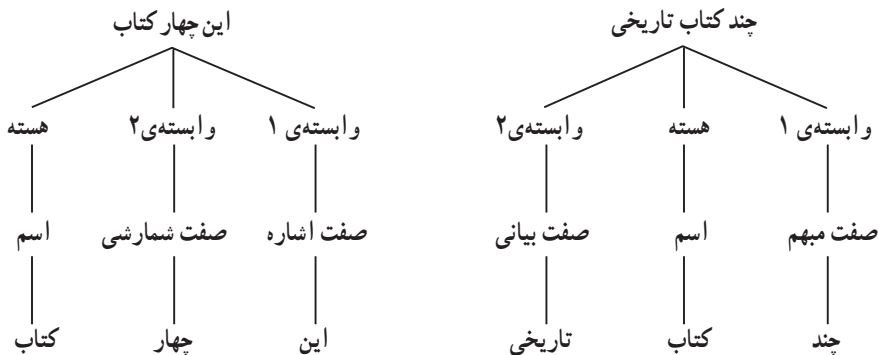 چند کتاب تاریخی
وابسته‌ی ۱ هسته وابسته‌ی۲
صفت مبهم اسم صفت بیانی
چند کتاب تاریخی
این چهار کتاب
وابسته‌ی ۱ وابسته‌ی۲ هسته
صفت اشاره صفت شمارشی اسم
این چهار کتاب